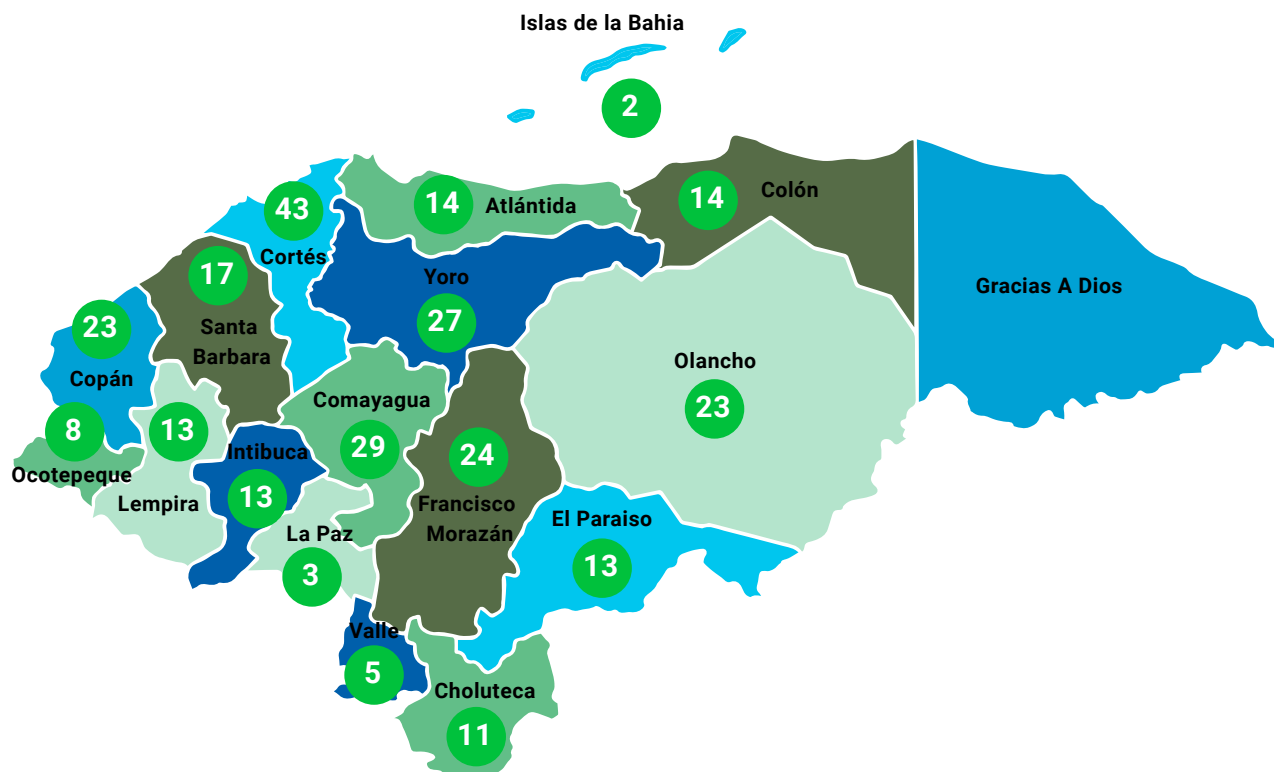 Islas de la Bahia
2
14
Atlántida
14
Colón
43
Cortés
17
Santa
Barbara
Yoro
27
Gracias A Dios
23
Copán
Olancho
23
Comayagua
29
8
Ocotepeque
13
Lempira
Intibuca
13
24
Francisco
Morazán
La Paz
3
El Paraiso
13
Valle
5
Choluteca
11